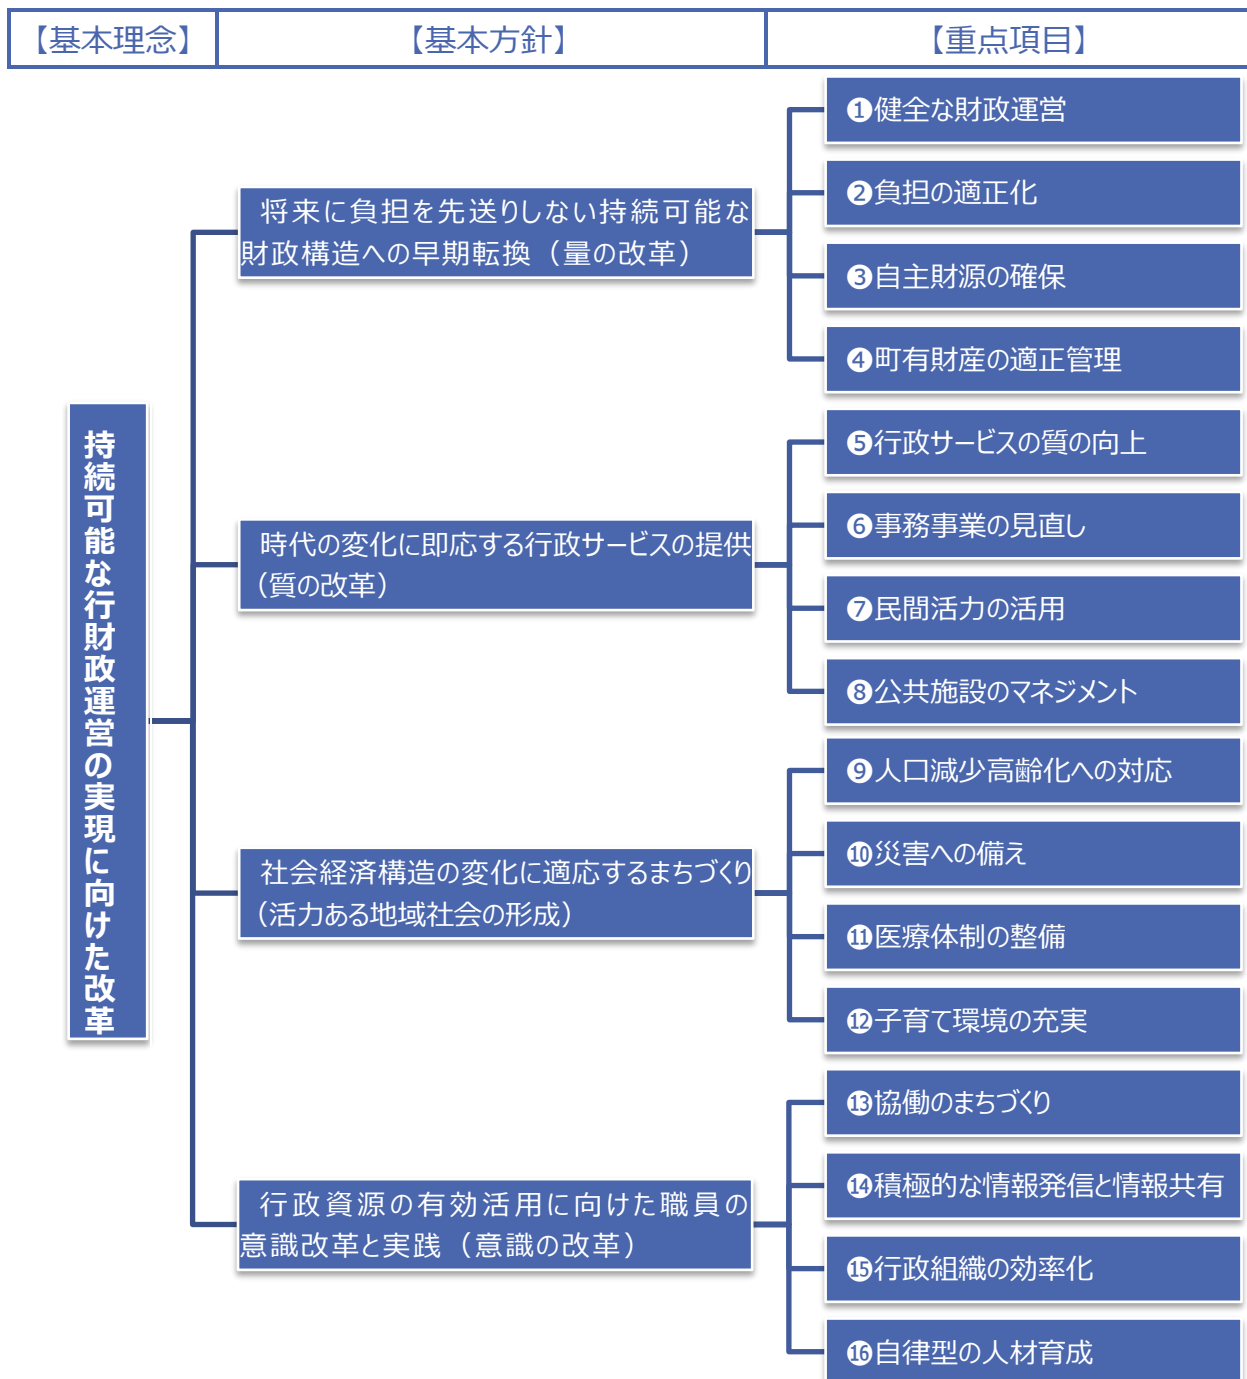 【基本理念】
【基本方針】
【重点項目】
持続可能な行財政運営の実現に向けた改革
将来に負担を先送りしない持続可能な
財政構造への早期転換（量の改革）
❶健全な財政運営
❷負担の適正化
❸自主財源の確保
❹町有財産の適正管理
時代の変化に即応する行政サービスの提供
（質の改革）
❺行政サービスの質の向上
❻事務事業の見直し
❼民間活力の活用
❽公共施設のマネジメント
社会経済構造の変化に適応するまちづくり
（活力ある地域社会の形成）
❾人口減少高齢化への対応
❿災害への備え
⓫医療体制の整備
⓬子育て環境の充実
行政資源の有効活用に向けた職員の
意識改革と実践（意識の改革）
⓭協働のまちづくり
⓮積極的な情報発信と情報共有
⓯行政組織の効率化
⓰自律型の人材育成